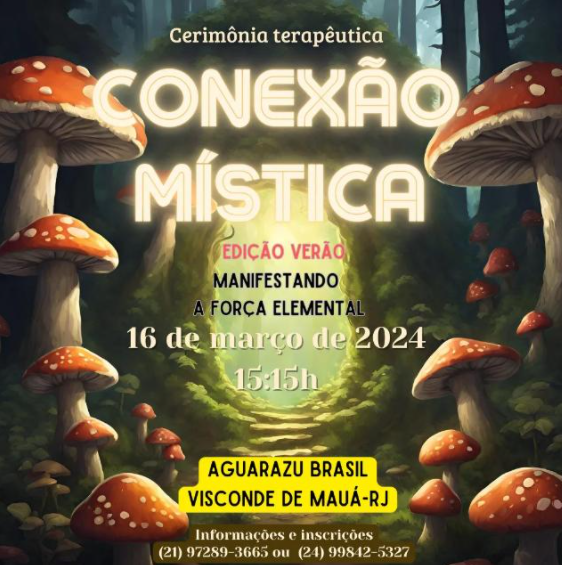 Cerimônia terapêutica
CONEXÃO
MÍSTICA
EDIÇÃO VERÃO
MANIFESTANDO
A FORÇA ELEMENTAL
16 de março de 2024
15:15h
AGUARAZU BRASIL
VISCONDE DE MAUÁ-RJ
Informações e inscrições
(21) 97289-3665 ou (24) 99842-5327